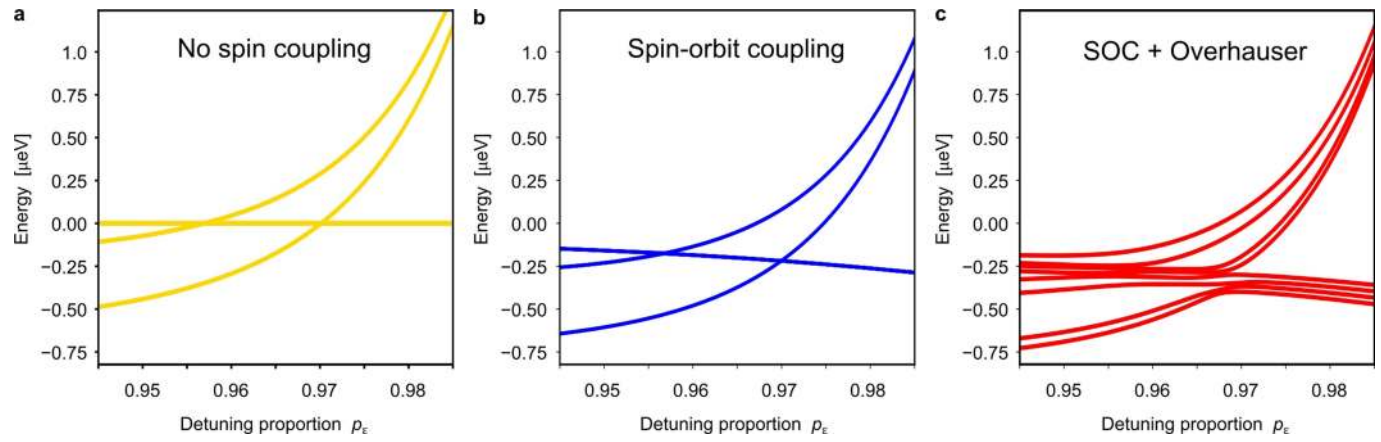 a
No spin coupling
Energy [µeV]
1.0
0.75
0.50
0.25
0.00
−0.25
−0.50
−0.75
0.95 0.96 0.97 0.98
Detuning proportion pε
b
Spin-orbit coupling
Energy [µeV]
1.0
0.75
0.50
0.25
0.00
−0.25
−0.50
−0.75
0.95 0.96 0.97 0.98
Detuning proportion pε
c
SOC + Overhauser
Energy [µeV]
1.0
0.75
0.50
0.25
0.00
−0.25
−0.50
−0.75
0.95 0.96 0.97 0.98
Detuning proportion pε